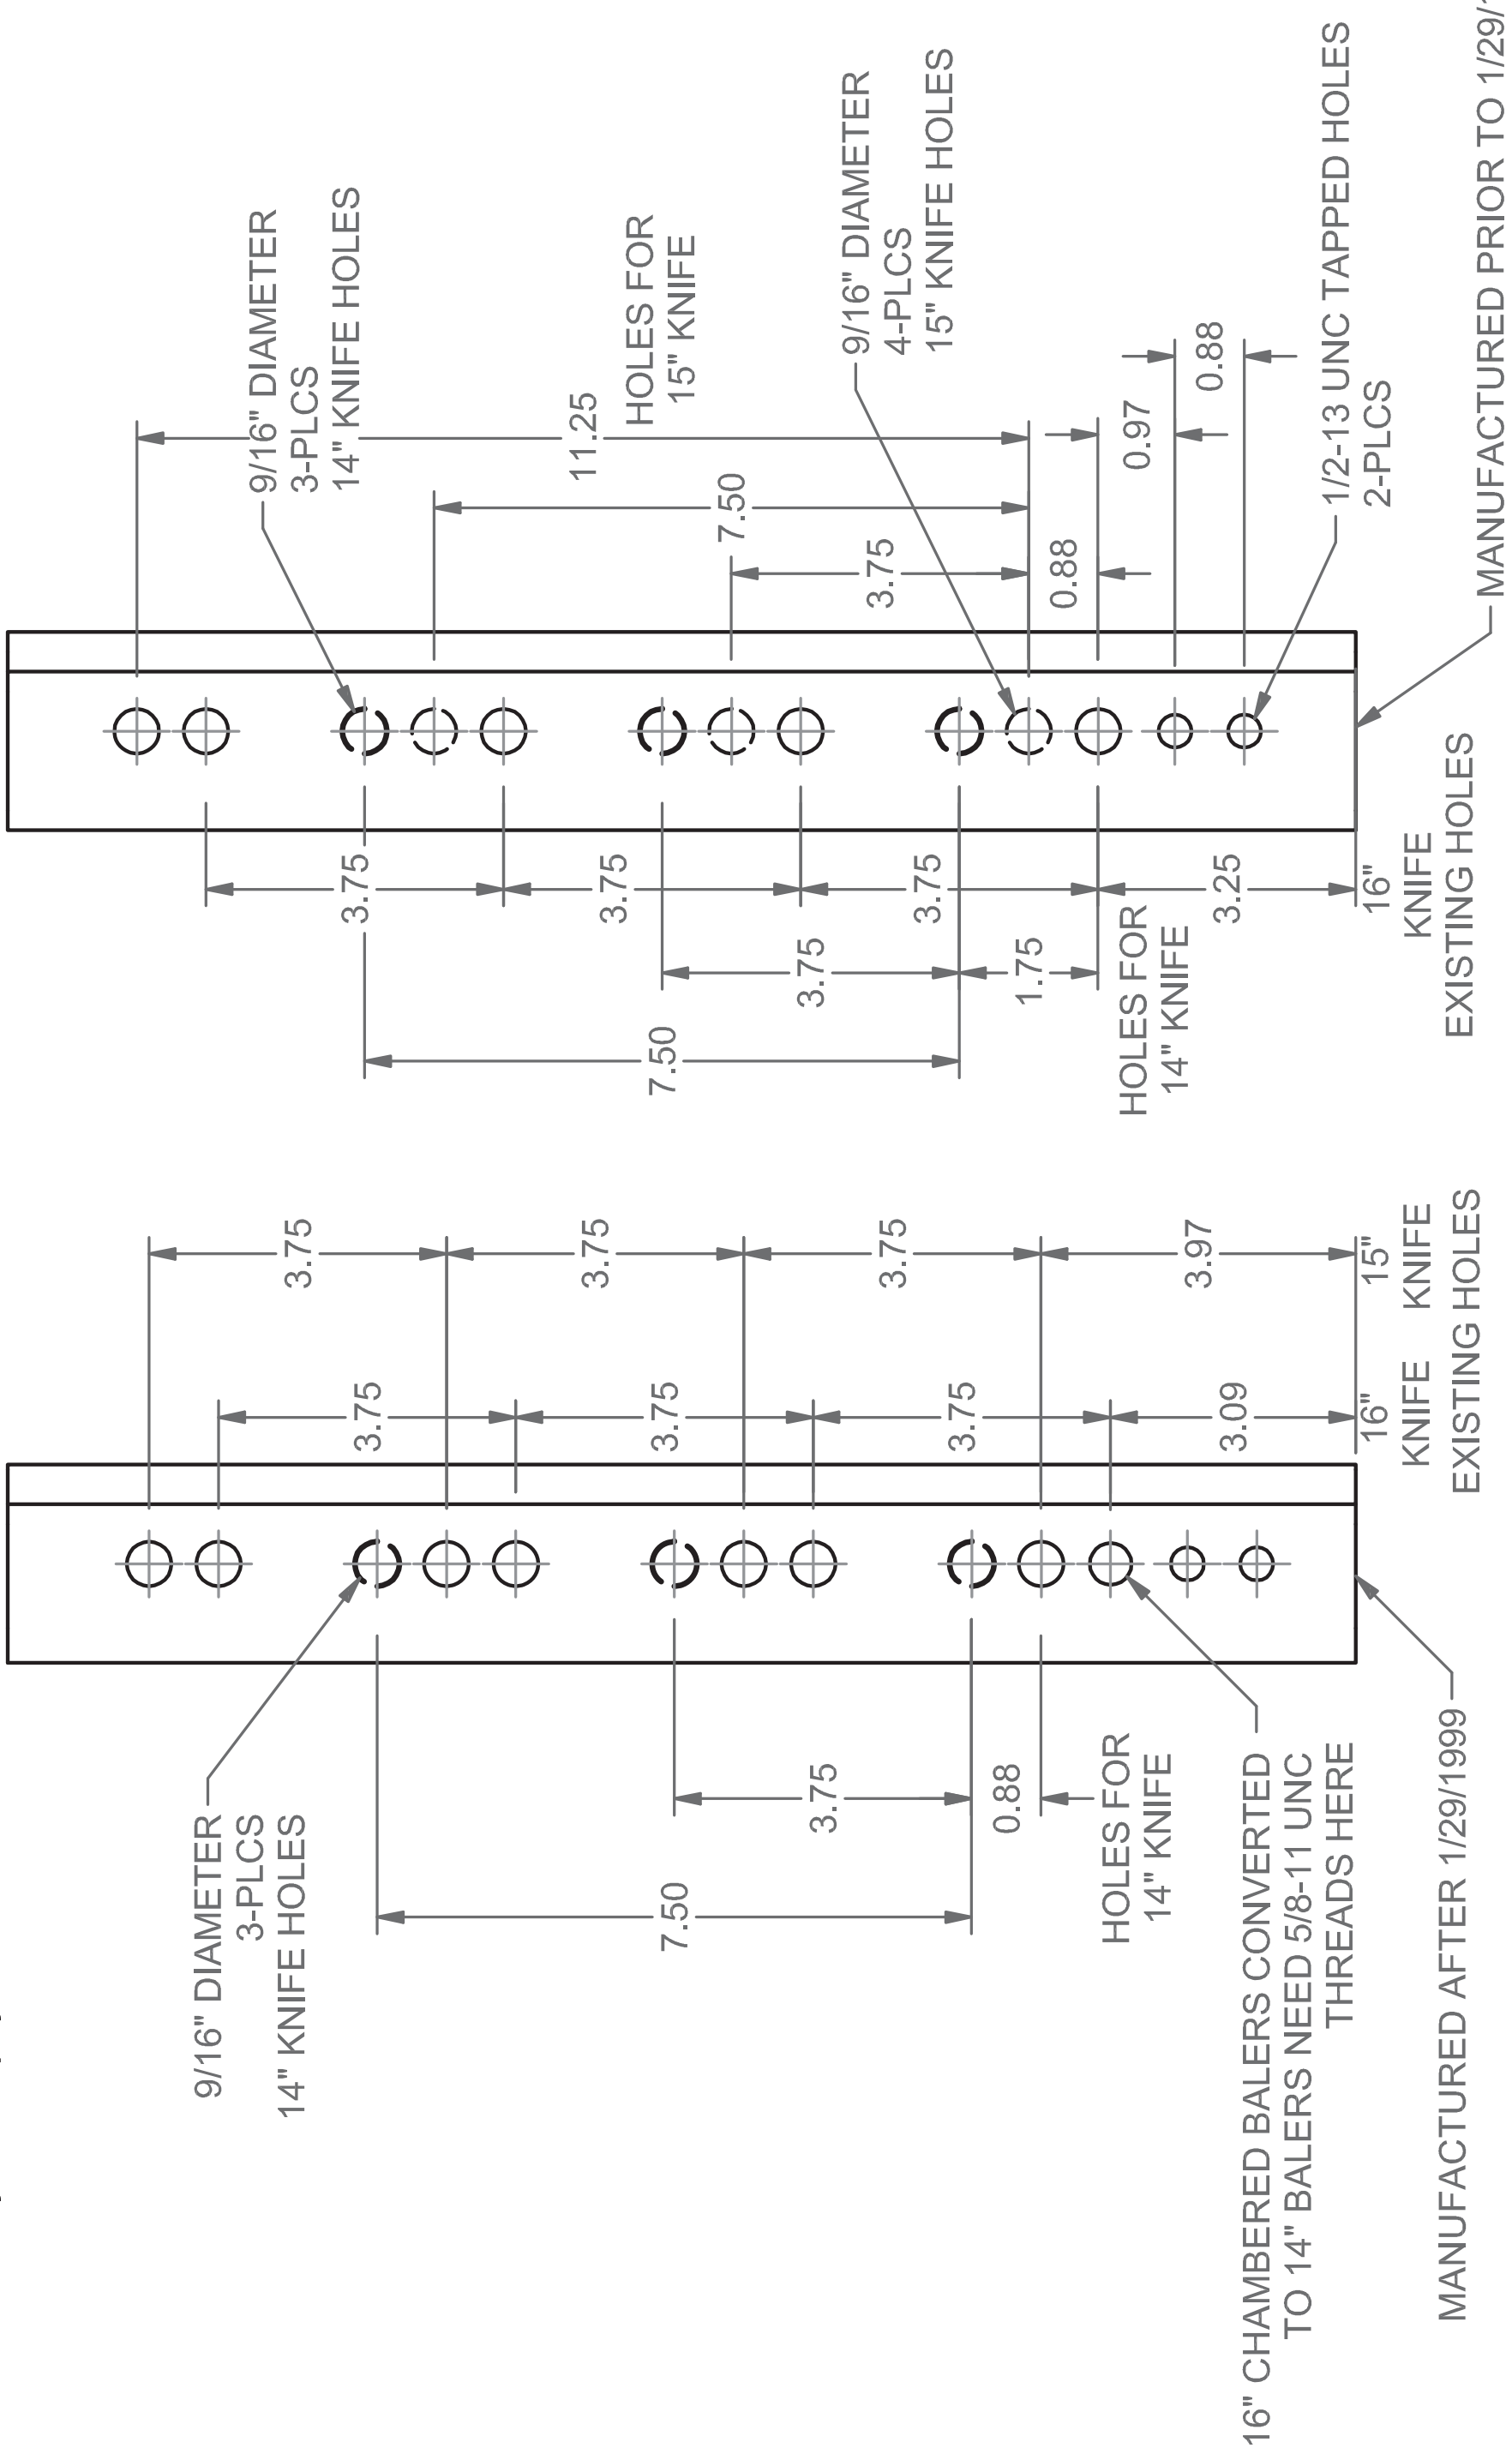 9/16" DIAMETER
3-PLCS
14" KNIFE HOLES
7.50
3.75
0.88
HOLES FOR
14" KNIFE
16" CHAMBERED BALERS CONVERTED
TO 14" BALERS NEED 5/8-11 UNC
THREADS HERE
MANUFACTURED AFTER 1/29/1999
3.75
3.75
3.75
3.97
3.75
3.75
3.75
3.09
16" 15"
KNIFE KNIFE
EXISTING HOLES
9/16" DIAMETER
3-PLCS
14" KNIFE HOLES
11.25
HOLES FOR
15" KNIFE
7.50
3.75
0.88
9/16" DIAMETER
4-PLCS
15" KNIFE HOLES
0.97
0.88
1/2-13 UNC TAPPED HOLES
2-PLCS
3.75
3.75
3.75
3.25
3.75
1.75
7.50
HOLES FOR
14" KNIFE
16"
KNIFE
EXISTING HOLES
MANUFACTURED PRIOR TO